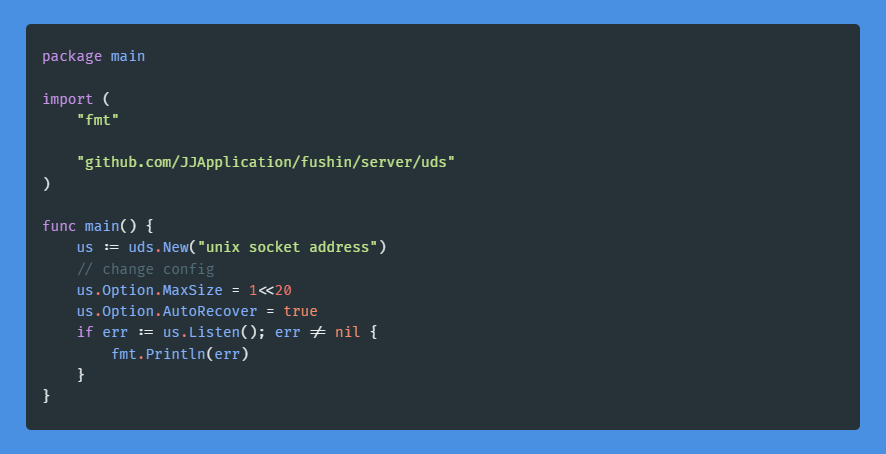 package main
import (
    "fmt"
    "github.com/JJApplication/fushin/server/uds"
)
func main() {
    us := uds.New("unix socket address")
    // change config
    us.Option.MaxSize = 1<<20
    us.Option.AutoRecover = true
    if err := us.Listen(); err != nil {
        fmt.Println(err)
    }
}